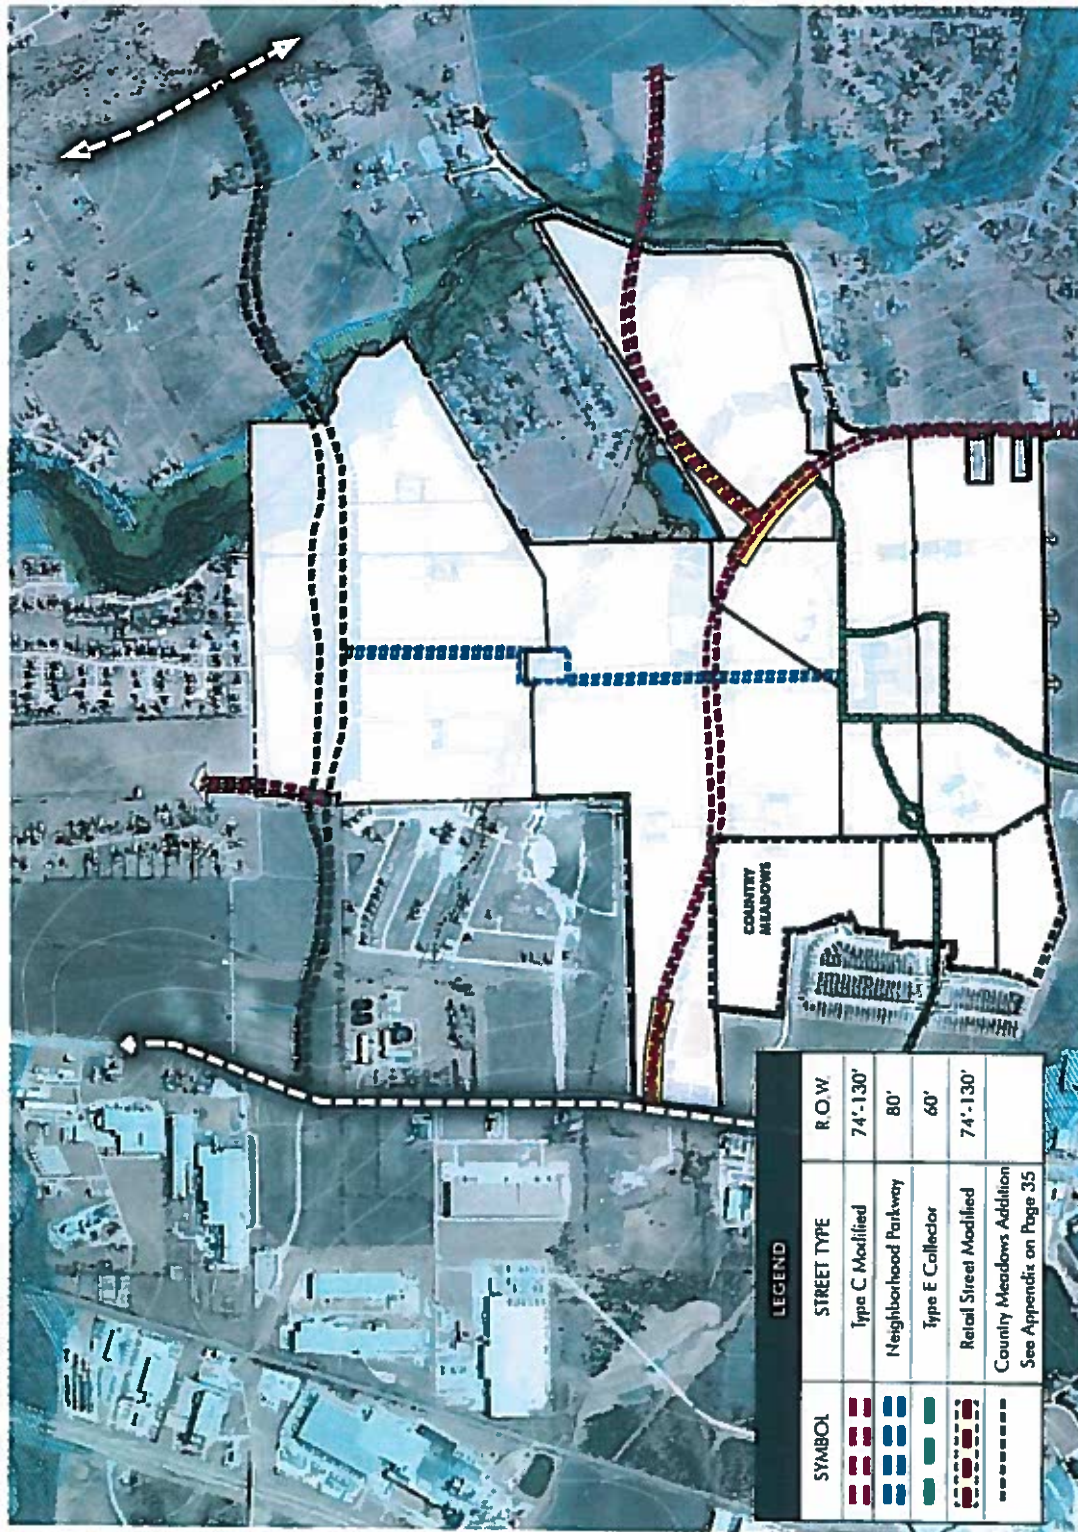 COUNTRY
MEADOWS
LEGEND
SYMBOL STREET TYPE R.O.W.
Type C Modified 74'-130'
Neighborhood Parkway 80'
Type E Collector 60'
Retail Street Modified 74'-130'
Country Meadows Addition
See Appendix on Page 35